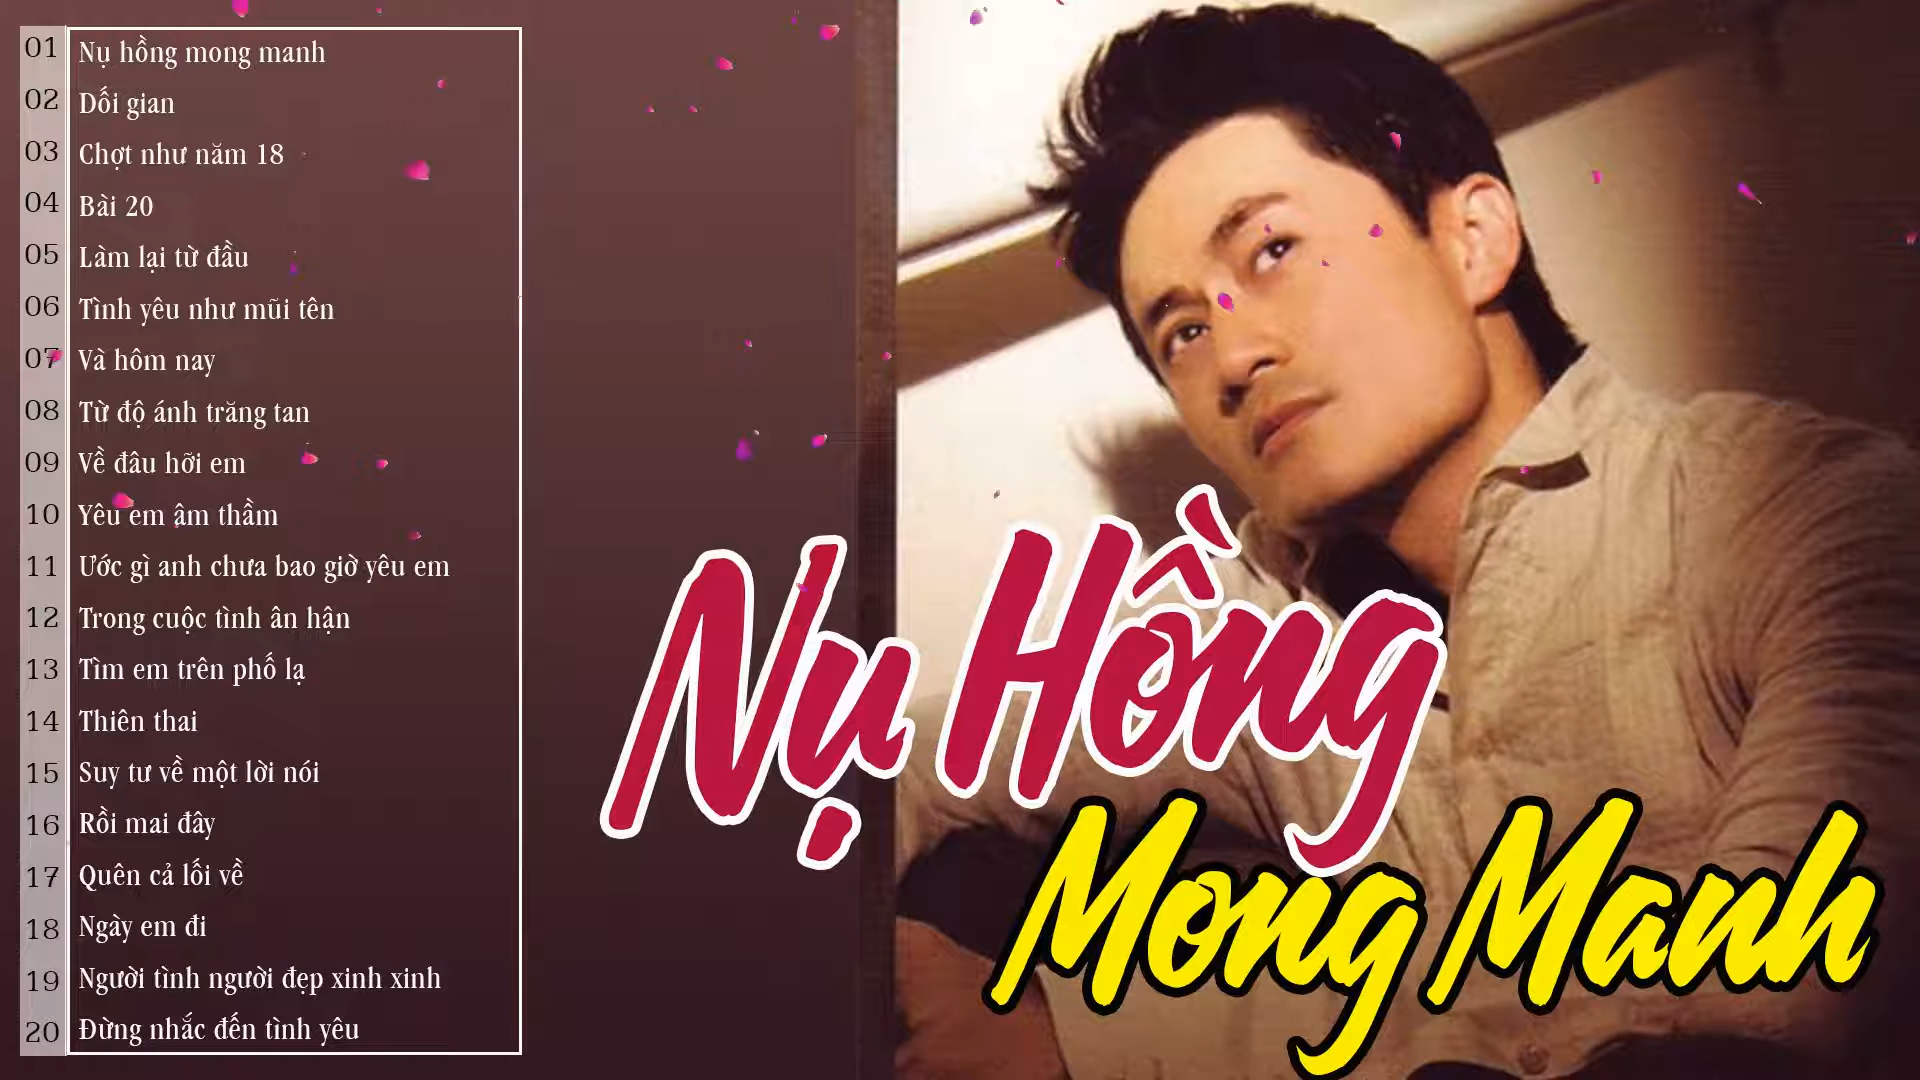 01 Nụ hồng mong manh
02 Dối gian
03 Chợt như năm 18
04 Bài 20
05 Làm lại từ đầu
06 Tình yêu như mũi tên
07 Và hôm nay
08 Từ độ ánh trăng tan
09 Về đâu hỡi em
10 Yêu em âm thầm
11 Ước gì anh chưa bao giờ yêu em
12 Trong cuộc tình ân hận
13 Tìm em trên phố lạ
14 Thiên thai
15 Suy tư về một lời nói
16 Rồi mai đây
17 Quên cả lối về
18 Ngày em đi
19 Người tình người đẹp xinh xinh
20 Đừng nhắc đến tình yêu
Nụ Hồng
Mong Manh